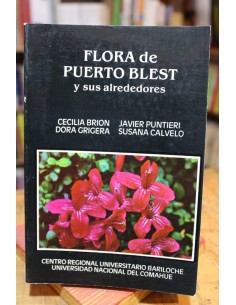 FLORA de
PUERTO BLEST
y sus alrededores
CECILIA BRION JAVIER PUNTIERI
DORA GRIGERA SUSANA CALVELO
CENTRO REGIONAL UNIVERSITARIO BARILOCHE
UNIVERSIDAD NACIONAL DEL COMAHUE